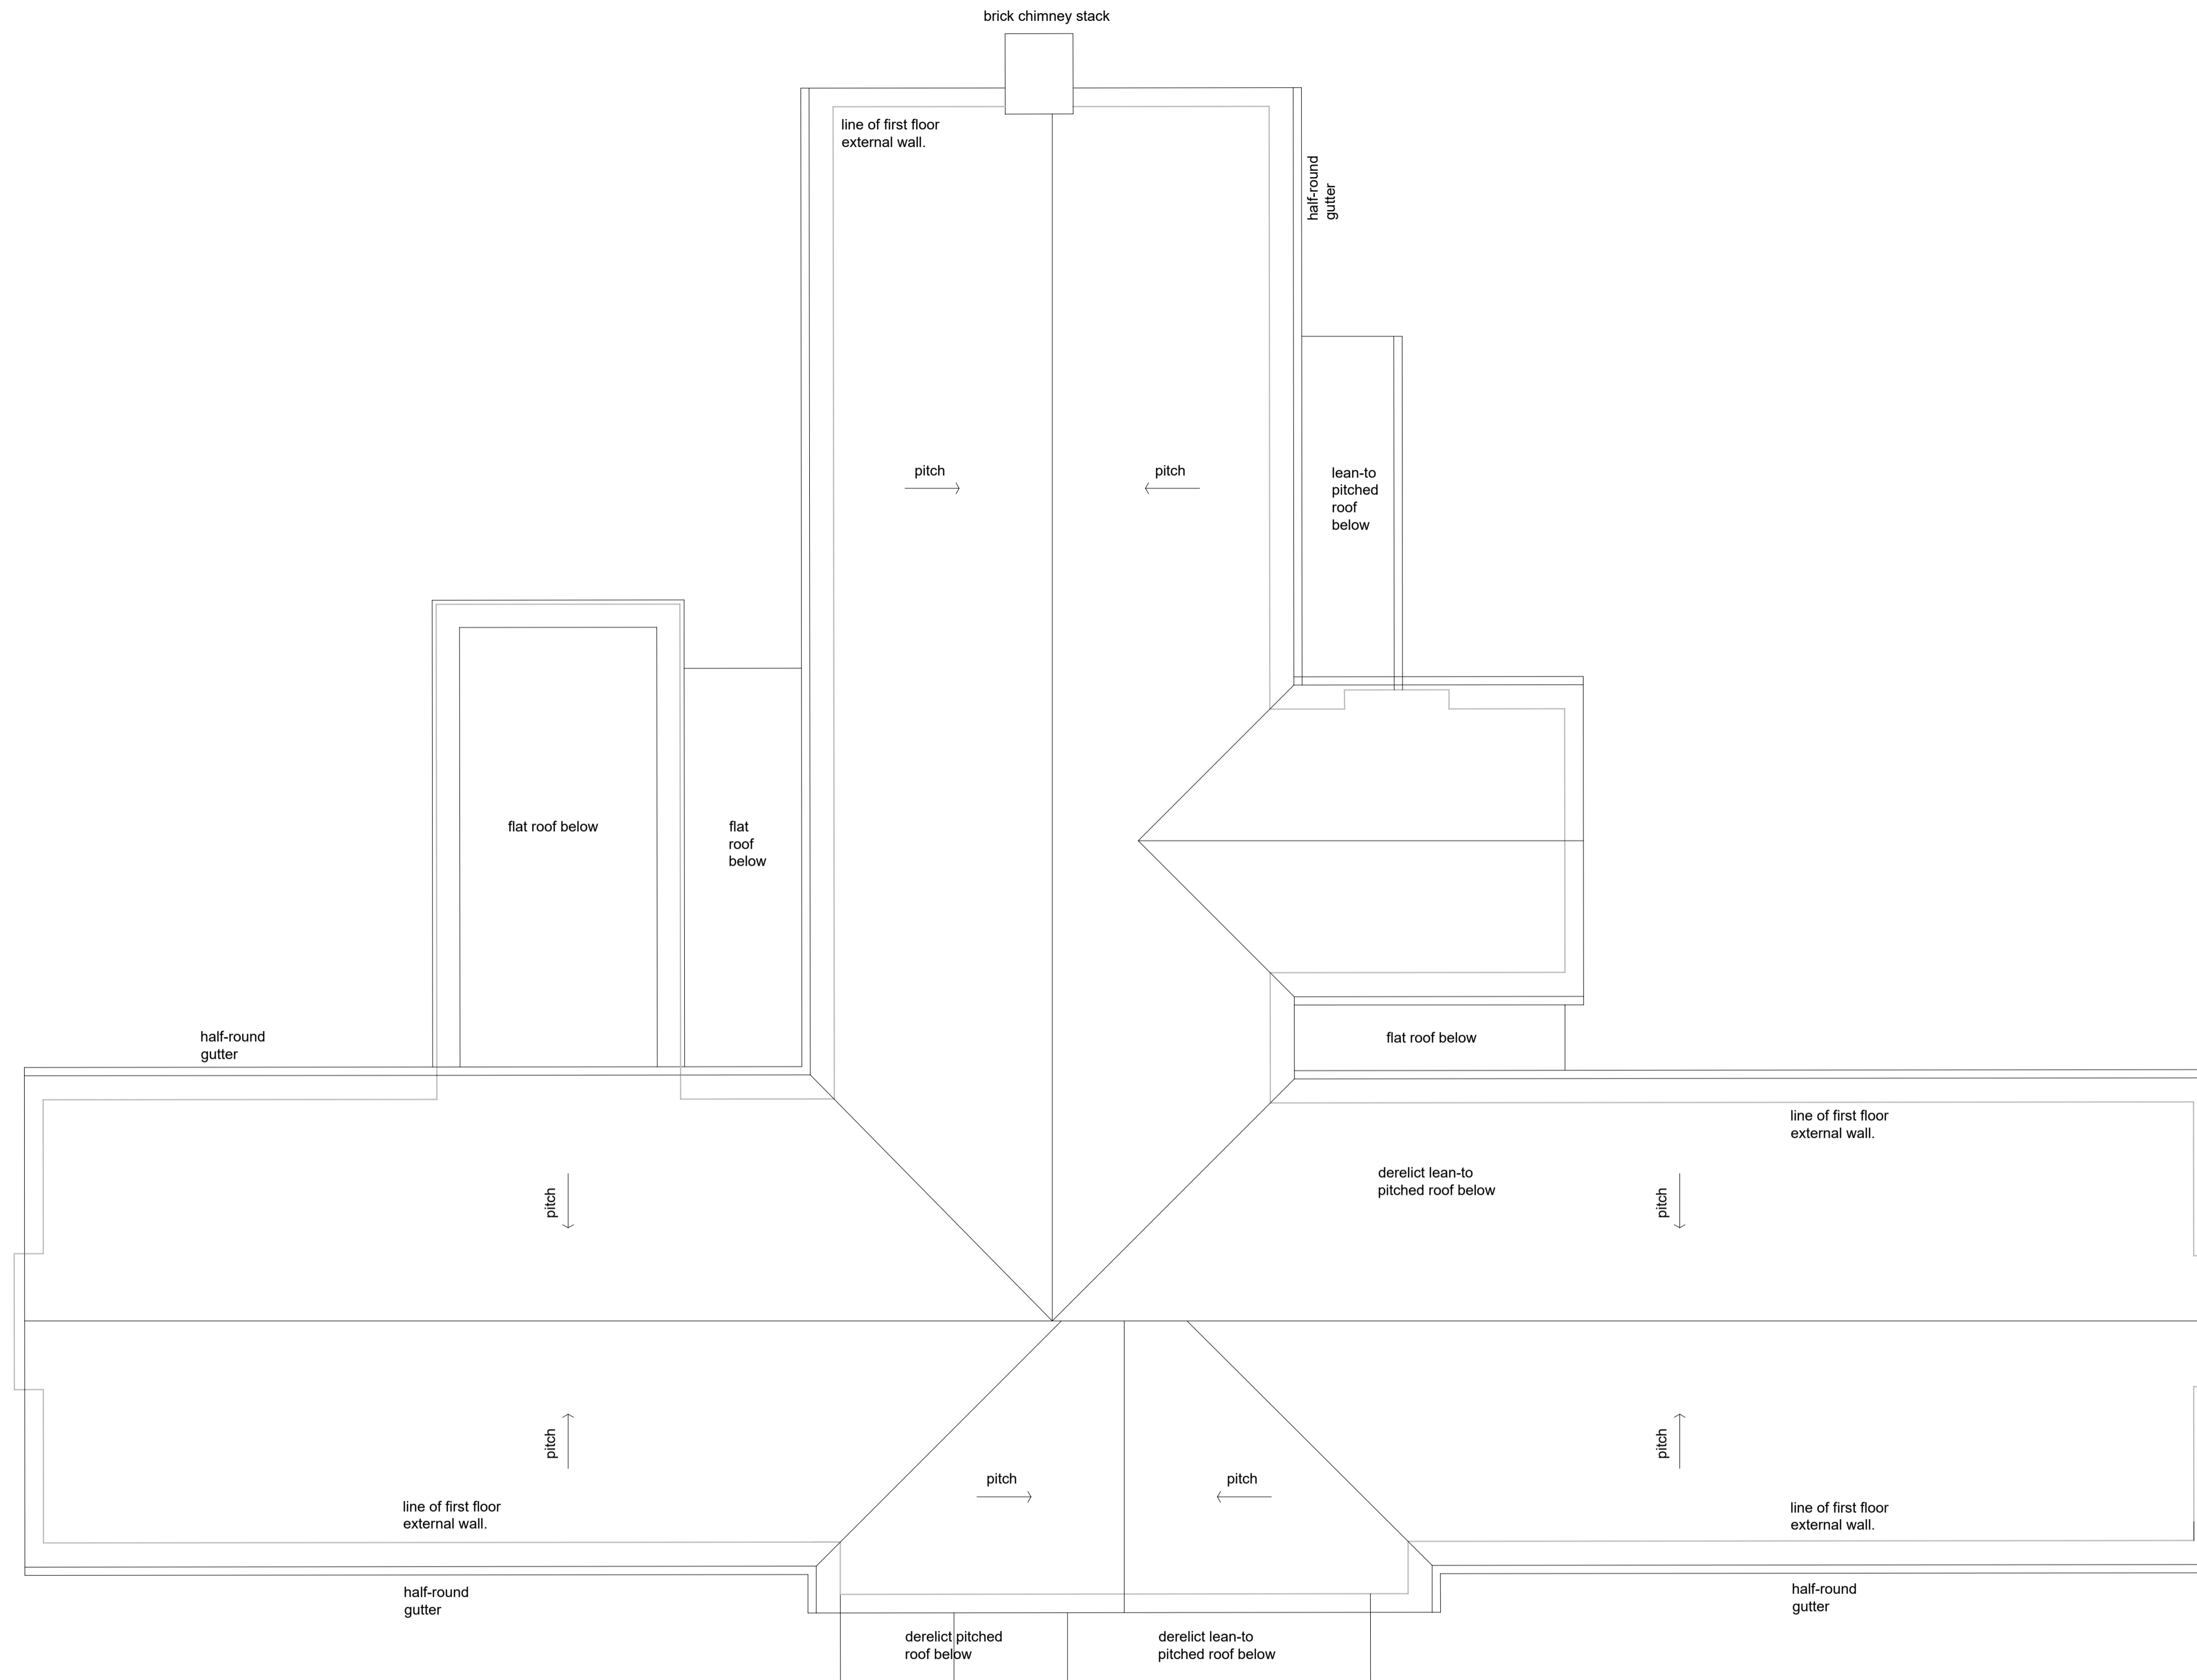 brick chimney stack
line of first floor
external wall.
half-round
gutter
pitch
pitch
lean-to
pitched
roof
below
flat roof below
flat
roof
below
half-round
gutter
flat roof below
line of first floor
external wall.
derelict lean-to
pitched roof below
pitch
pitch
pitch
pitch
pitch
pitch
line of first floor
external wall.
line of first floor
external wall.
half-round
gutter
half-round
gutter
derelict pitched
roof below
derelict lean-to
pitched roof below